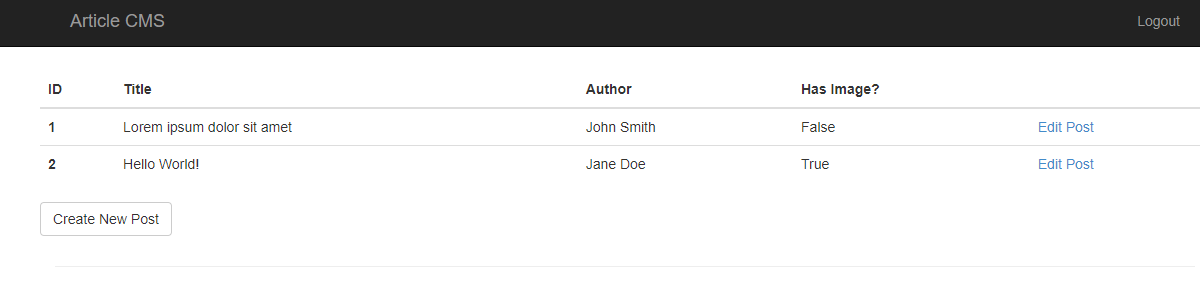 Article CMS Logout
ID Title Author Has Image?
1 Lorem ipsum dolor sit amet John Smith False Edit Post
2 Hello World! Jane Doe True Edit Post
Create New Post